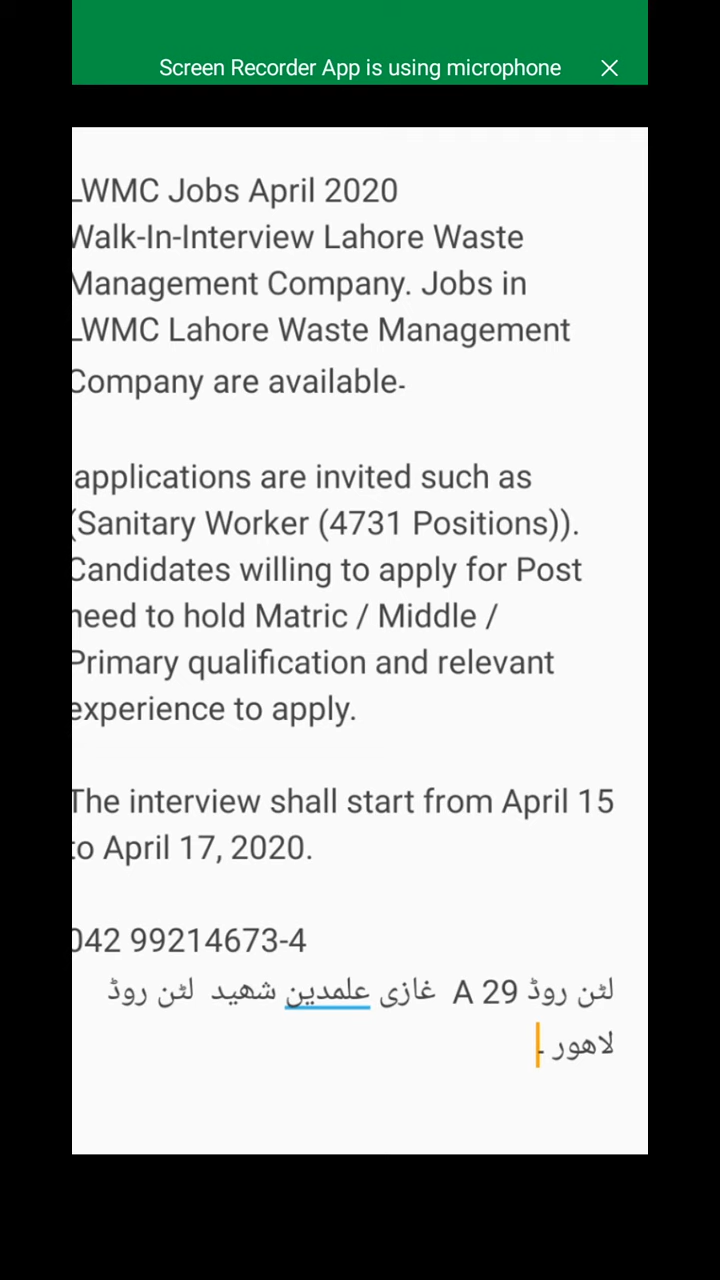 Screen Recorder App is using microphone
LWMC Jobs April 2020
Walk-In-Interview Lahore Waste
Management Company. Jobs in
LWMC Lahore Waste Management
Company are available-
applications are invited such as
(Sanitary Worker (4731 Positions)).
Candidates willing to apply for Post
need to hold Matric / Middle /
Primary qualification and relevant
experience to apply.
The interview shall start from April 15
to April 17, 2020.
042 99214673-4
لٹن روڈ A 29 غازی علمدین شھید لٹن روڈ
لاھور ۔